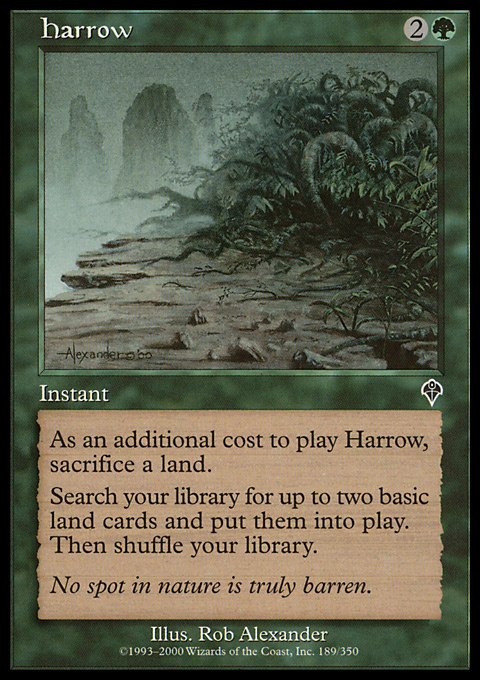 Harrow
2
Alexander ©'00
Instant
As an additional cost to play Harrow,
sacrifice a land.
Search your library for up to two basic
land cards and put them into play.
Then shuffle your library.
No spot in nature is truly barren.
Illus. Rob Alexander
©1993–2000 Wizards of the Coast, Inc. 189/350